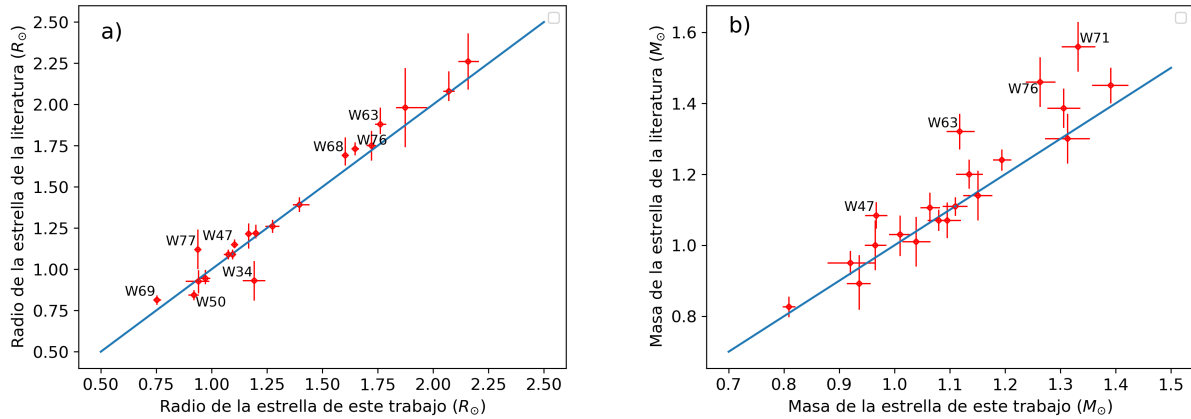 a)
Radio de la estrella de la literatura (R⊙)
2.50
2.25
2.00
1.75
1.50
1.25
1.00
0.75
0.50
W63
W68
W76
W77
W47
W34
W69
W50
0.50 0.75 1.00 1.25 1.50 1.75 2.00 2.25 2.50
Radio de la estrella de este trabajo (R⊙)
b)
Masa de la estrella de la literatura (M⊙)
1.6
1.4
1.2
1.0
0.8
W71
W76
W63
W47
0.7 0.8 0.9 1.0 1.1 1.2 1.3 1.4 1.5
Masa de la estrella de este trabajo (M⊙)